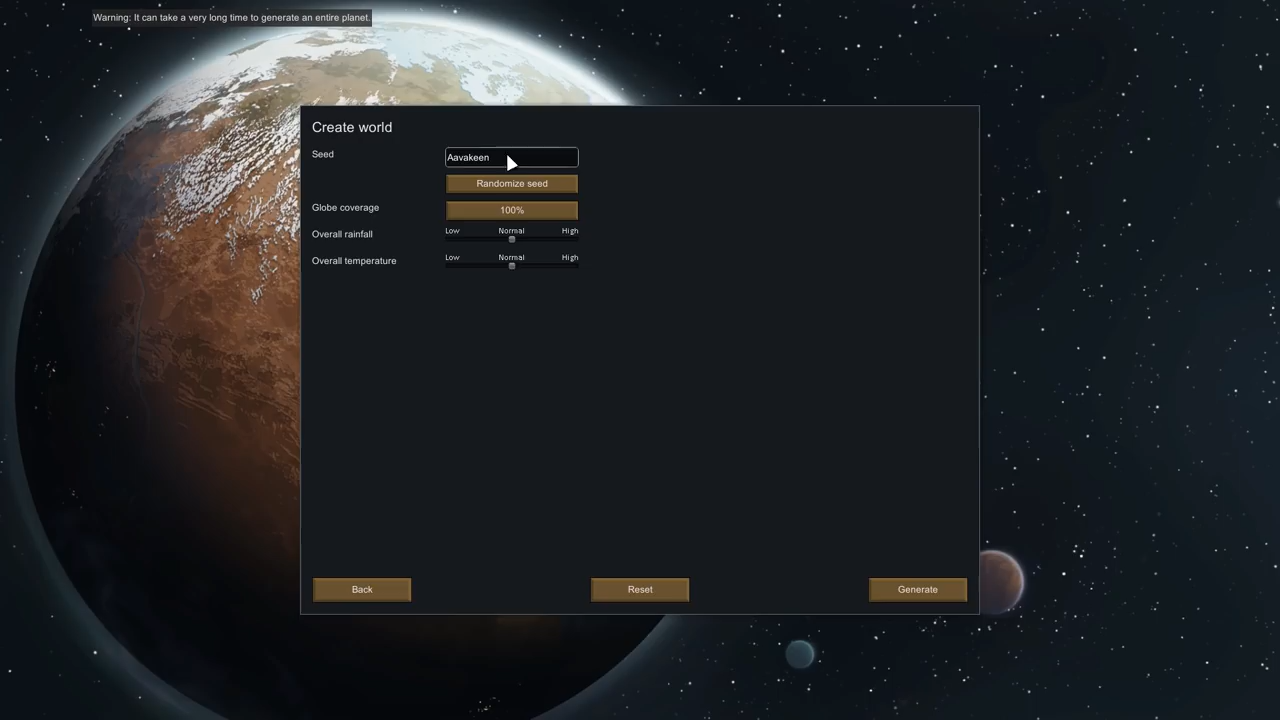 Warning: It can take a very long time to generate an entire planet.
Create world
Seed
Aavakeen
Randomize seed
Globe coverage
100%
Overall rainfall
Low Normal High
Overall temperature
Low Normal High
Back
Reset
Generate